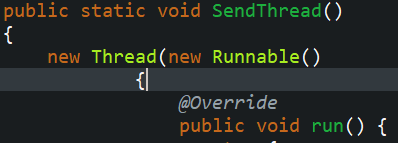 public static void SendThread()
{
new Thread(new Runnable()
{
@Override
public void run() {